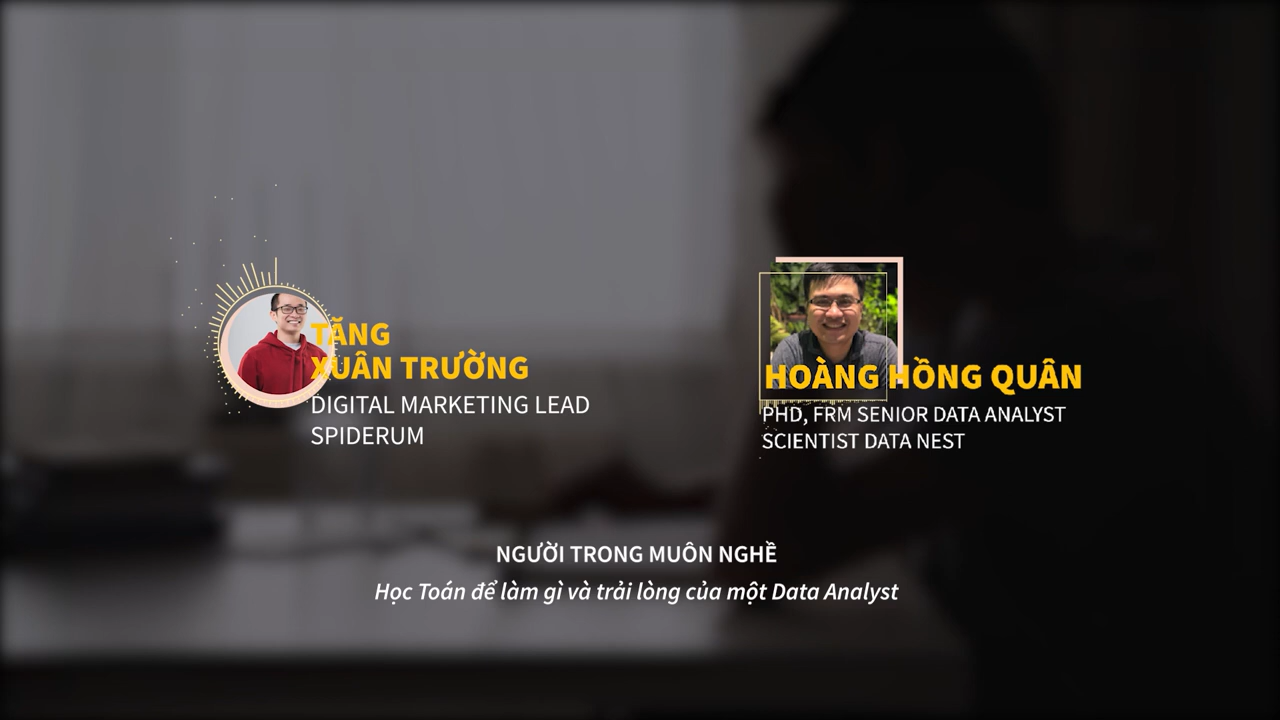 TĂNG
XUÂN TRƯỜNG
DIGITAL MARKETING LEAD
SPIDERUM
HOÀNG HỒNG QUÂN
PHD, FRM SENIOR DATA ANALYST
SCIENTIST DATA NEST
NGƯỜI TRONG MUÔN NGHỀ
Học Toán để làm gì và trải lòng của một Data Analyst